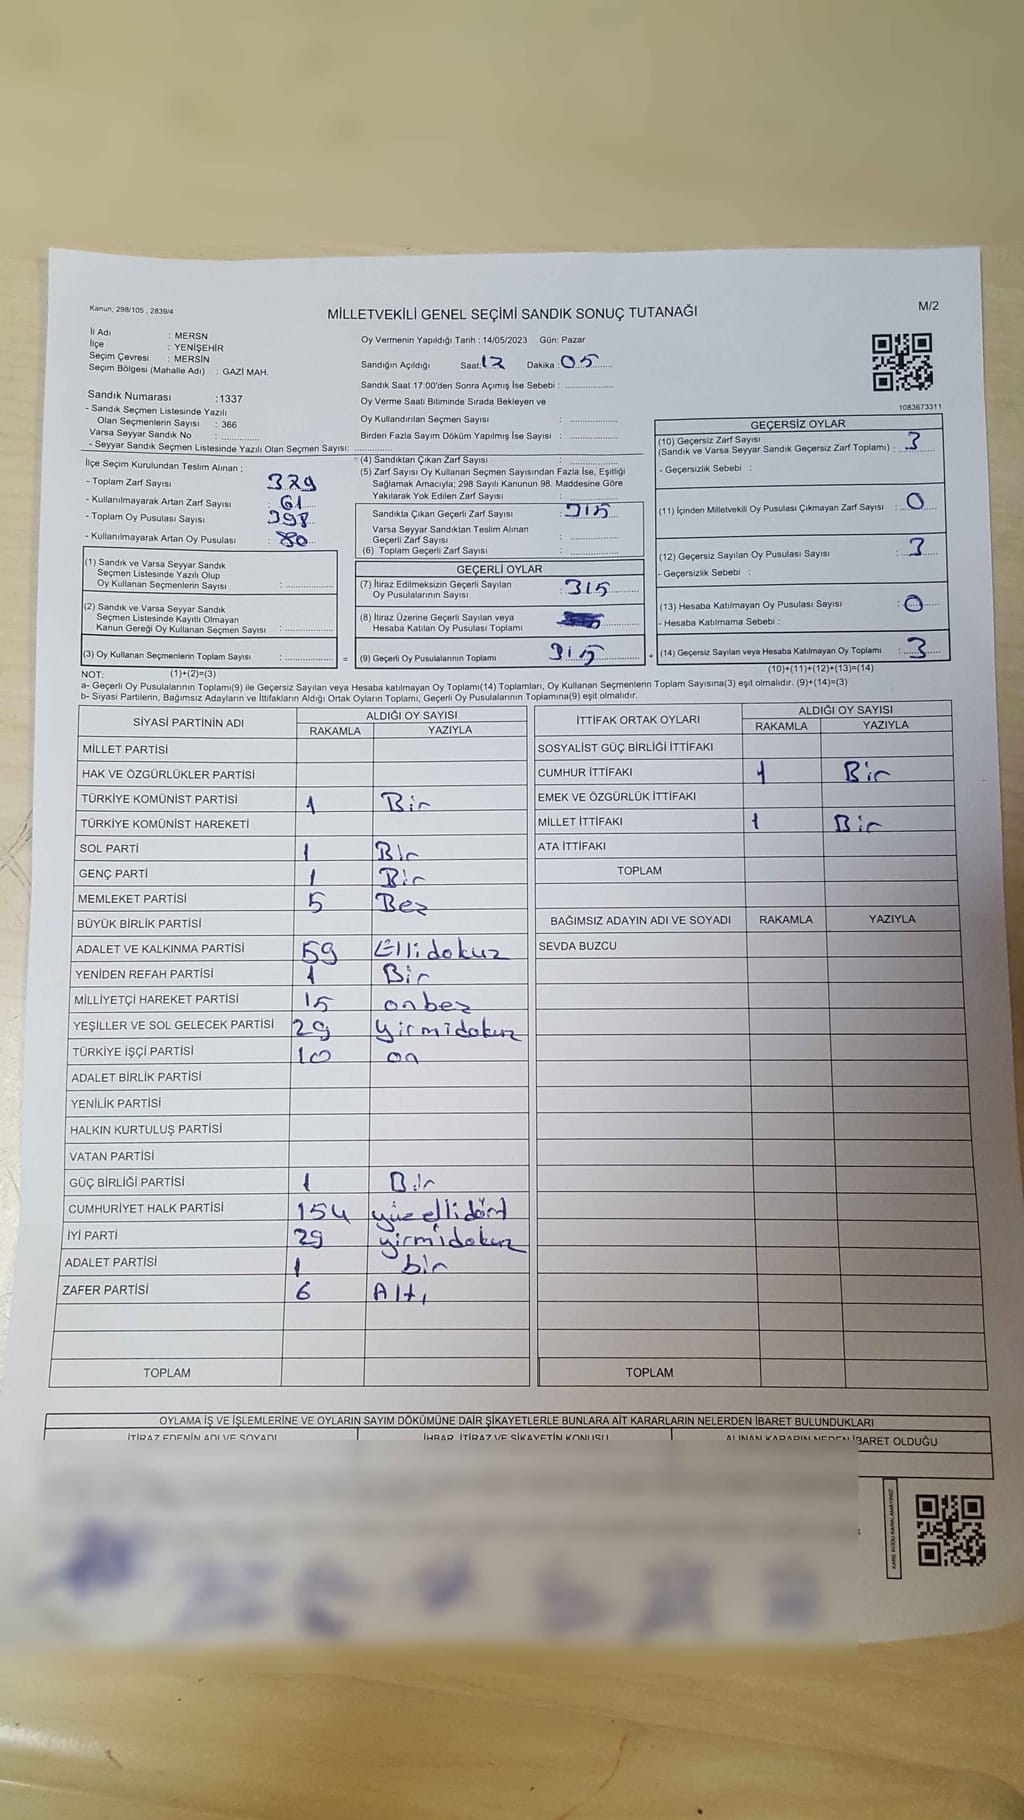 Kanun; 298/105 , 2839/4
MİLLETVEKİLİ GENEL SEÇİMİ SANDIK SONUÇ TUTANAĞI
M/2
İl Adı : MERSN
İlçe : YENİŞEHİR
Seçim Çevresi : MERSİN
Seçim Bölgesi (Mahalle Adı) : GAZİ MAH.
Sandık Numarası :1337
- Sandık Seçmen Listesinde Yazılı
Olan Seçmenlerin Sayısı : 366
Varsa Seyyar Sandık No :
- Seyyar Sandık Seçmen Listesinde Yazılı Olan Seçmen Sayısı:
İlçe Seçim Kurulundan Teslim Alınan :
- Toplam Zarf Sayısı 379
- Kullanılmayarak Artan Zarf Sayısı : 61
- Toplam Oy Pusulası Sayısı 398
- Kullanılmayarak Artan Oy Pusulası : 80
(1) Sandık ve Varsa Seyyar Sandık
Seçmen Listesinde Yazılı Olup
Oy Kullanan Seçmenlerin Sayısı :
(2) Sandık ve Varsa Seyyar Sandık
Seçmen Listesinde Kayıtlı Olmayan
Kanun Gereği Oy Kullanan Seçmen Sayısı :
(3) Oy Kullanan Seçmenlerin Toplam Sayısı : =
Oy Vermenin Yapıldığı Tarih : 14/05/2023 Gün: Pazar
Sandığın Açıldığı Saat: 17 Dakika : 05
Sandık Saat 17:00'den Sonra Açımış İse Sebebi :
Oy Verme Saati Bitiminde Sırada Bekleyen ve
Oy Kullandırılan Seçmen Sayısı :
Birden Fazla Sayım Döküm Yapılmış İse Sayısı :
(4) Sandıktan Çıkan Zarf Sayısı :
(5) Zarf Sayısı Oy Kullanan Seçmen Sayısından Fazla İse, Eşitliği
Sağlamak Amacıyla; 298 Sayılı Kanunun 98. Maddesine Göre
Yakılarak Yok Edilen Zarf Sayısı :
Sandıkta Çıkan Geçerli Zarf Sayısı : 315
Varsa Seyyar Sandıktan Teslim Alınan
Geçerli Zarf Sayısı :
(6) Toplam Geçerli Zarf Sayısı :
GEÇERLİ OYLAR
(7) İtiraz Edilmeksizin Geçerli Sayılan
Oy Pusulalarının Sayısı : 315
(8) İtiraz Üzerine Geçerli Sayılan veya
Hesaba Katılan Oy Pusulası Toplamı
(9) Geçerli Oy Pusulalarının Toplamı 315 +
1083673311
GEÇERSİZ OYLAR
(10) Geçersiz Zarf Sayısı
(Sandık ve Varsa Seyyar Sandık Geçersiz Zarf Toplamı) : 3
- Geçersizlik Sebebi :
(11) İçinden Milletvekili Oy Pusulası Çıkmayan Zarf Sayısı : 0
(12) Geçersiz Sayılan Oy Pusulası Sayısı : 3
- Geçersizlik Sebebi :
(13) Hesaba Katılmayan Oy Pusulası Sayısı : 0
- Hesaba Katılmama Sebebi :
(14) Geçersiz Sayılan veya Hesaba Katılmayan Oy Toplamı : 3
NOT: (1)+(2)=(3) (10)+(11)+(12)+(13)=(14)
a- Geçerli Oy Pusulalarının Toplamı(9) ile Geçersiz Sayılan veya Hesaba katılmayan Oy Toplamı(14) Toplamları, Oy Kullanan Seçmenlerin Toplam Sayısına(3) eşit olmalıdır. (9)+(14)=(3)
b- Siyasi Partilerin, Bağımsız Adayların ve İttifakların Aldığı Ortak Oyların Toplamı, Geçerli Oy Pusulalarının Toplamına(9) eşit olmalıdır.
SİYASİ PARTİNİN ADI ALDIĞI OY SAYISI
RAKAMLA YAZIYLA
MİLLET PARTİSİ
HAK VE ÖZGÜRLÜKLER PARTİSİ
TÜRKİYE KOMÜNİST PARTİSİ 1 Bir
TÜRKİYE KOMÜNİST HAREKETİ
SOL PARTİ 1 Bir
GENÇ PARTİ 1 Bir
MEMLEKET PARTİSİ 5 Beş
BÜYÜK BİRLİK PARTİSİ
ADALET VE KALKINMA PARTİSİ 59 Ellidokuz
YENİDEN REFAH PARTİSİ 1 Bir
MİLLİYETÇİ HAREKET PARTİSİ 15 onbeş
YEŞİLLER VE SOL GELECEK PARTİSİ 29 yirmidokuz
TÜRKİYE İŞÇİ PARTİSİ 10 on
ADALET BİRLİK PARTİSİ
YENİLİK PARTİSİ
HALKIN KURTULUŞ PARTİSİ
VATAN PARTİSİ
GÜÇ BİRLİĞİ PARTİSİ 1 Bir
CUMHURİYET HALK PARTİSİ 154 yüzellidört
İYİ PARTİ 29 yirmidokuz
ADALET PARTİSİ 1 bir
ZAFER PARTİSİ 6 Altı
TOPLAM
İTTİFAK ORTAK OYLARI ALDIĞI OY SAYISI
RAKAMLA YAZIYLA
SOSYALİST GÜÇ BİRLİĞİ İTTİFAKI
CUMHUR İTTİFAKI 1 Bir
EMEK VE ÖZGÜRLÜK İTTİFAKI
MİLLET İTTİFAKI 1 Bir
ATA İTTİFAKI
TOPLAM
BAĞIMSIZ ADAYIN ADI VE SOYADI RAKAMLA YAZIYLA
SEVDA BUZCU
TOPLAM
OYLAMA İŞ VE İŞLEMLERİNE VE OYLARIN SAYIM DÖKÜMÜNE DAİR ŞİKAYETLERLE BUNLARA AİT KARARLARIN NELERDEN İBARET BULUNDUKLARI
İTİRAZ EDENİN ADI VE SOYADI İHBAR, İTİRAZ VE ŞİKAYETİN KONUSU ALINAN KARARIN NEDEN İBARET OLDUĞU